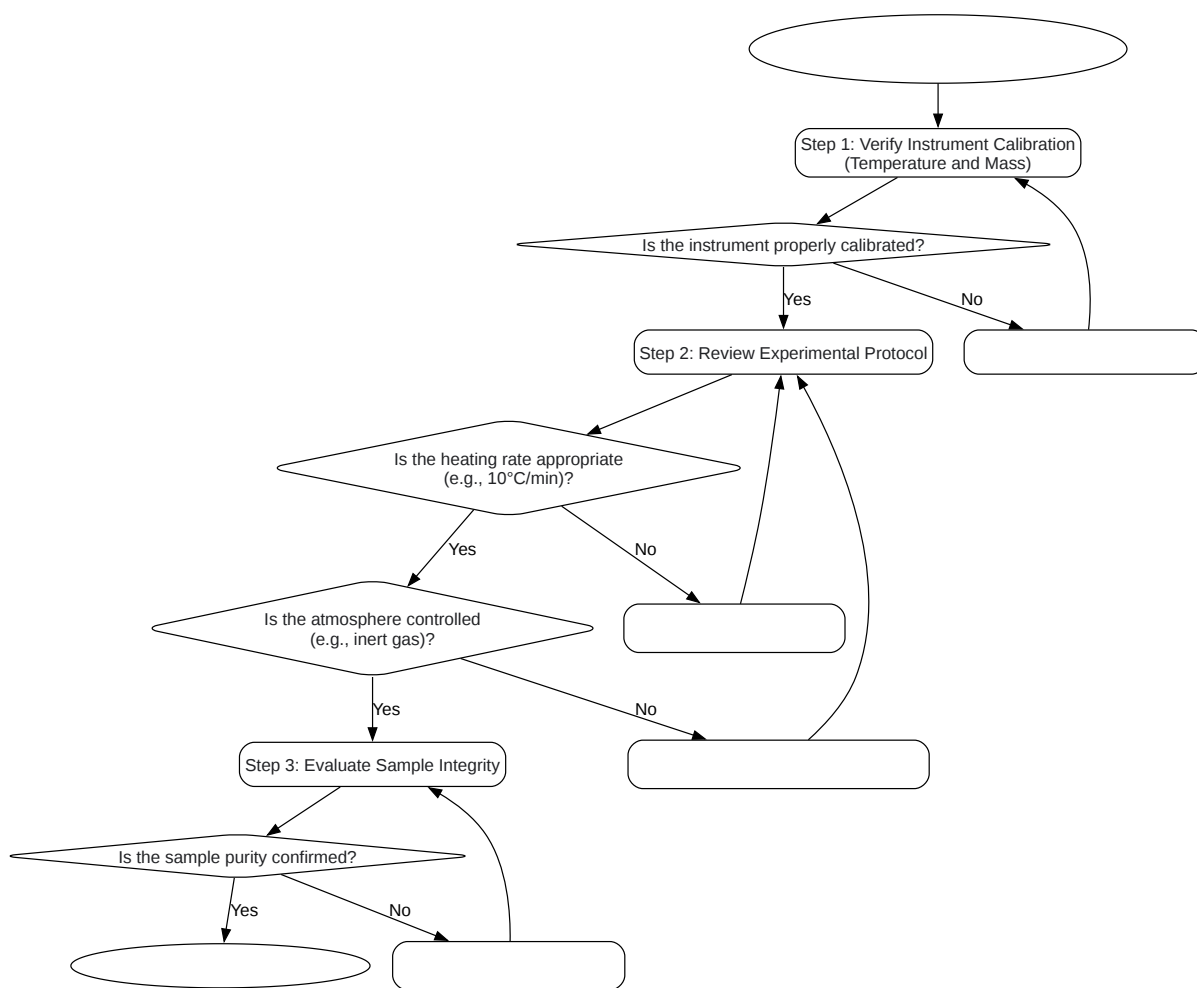 Step 1: Verify Instrument Calibration
(Temperature and Mass)
Is the instrument properly calibrated?
Yes
No
Step 2: Review Experimental Protocol
Is the heating rate appropriate
(e.g., 10°C/min)?
Yes
No
Is the atmosphere controlled
(e.g., inert gas)?
Yes
No
Step 3: Evaluate Sample Integrity
Is the sample purity confirmed?
Yes
No